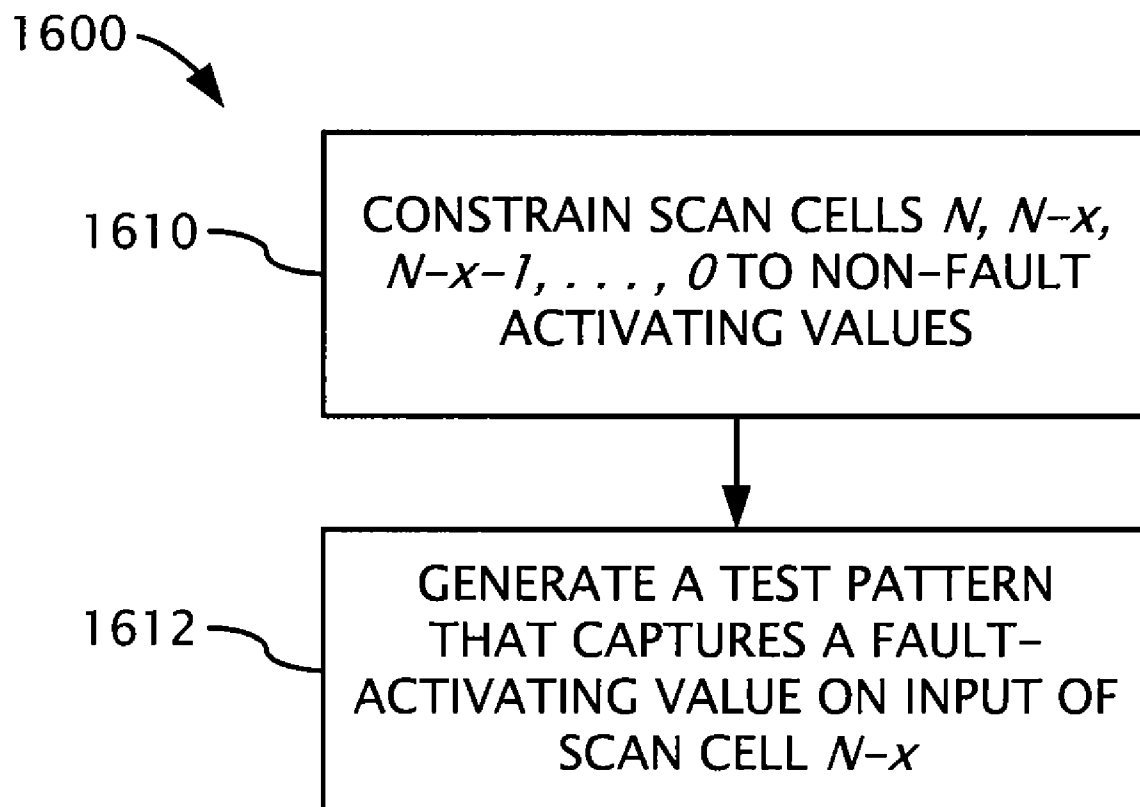 1600
1610
CONSTRAIN SCAN CELLS N, N-x,
N-x-1, . . . , 0 TO NON-FAULT
ACTIVATING VALUES
1612
GENERATE A TEST PATTERN
THAT CAPTURES A FAULT-
ACTIVATING VALUE ON INPUT OF
SCAN CELL N-x